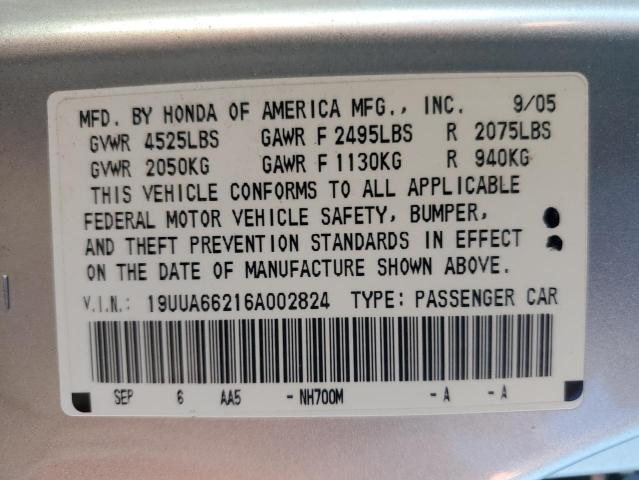 MFD. BY HONDA OF AMERICA MFG., INC. 9/05
GVWR 4525LBS GAWR F 2495LBS R 2075LBS
GVWR 2050KG GAWR F 1130KG R 940KG
THIS VEHICLE CONFORMS TO ALL APPLICABLE
FEDERAL MOTOR VEHICLE SAFETY, BUMPER,
AND THEFT PREVENTION STANDARDS IN EFFECT
ON THE DATE OF MANUFACTURE SHOWN ABOVE.
V.I.N.: 19UUA66216A002824 TYPE: PASSENGER CAR
SEP 6 AA5 - NH700M - A - A